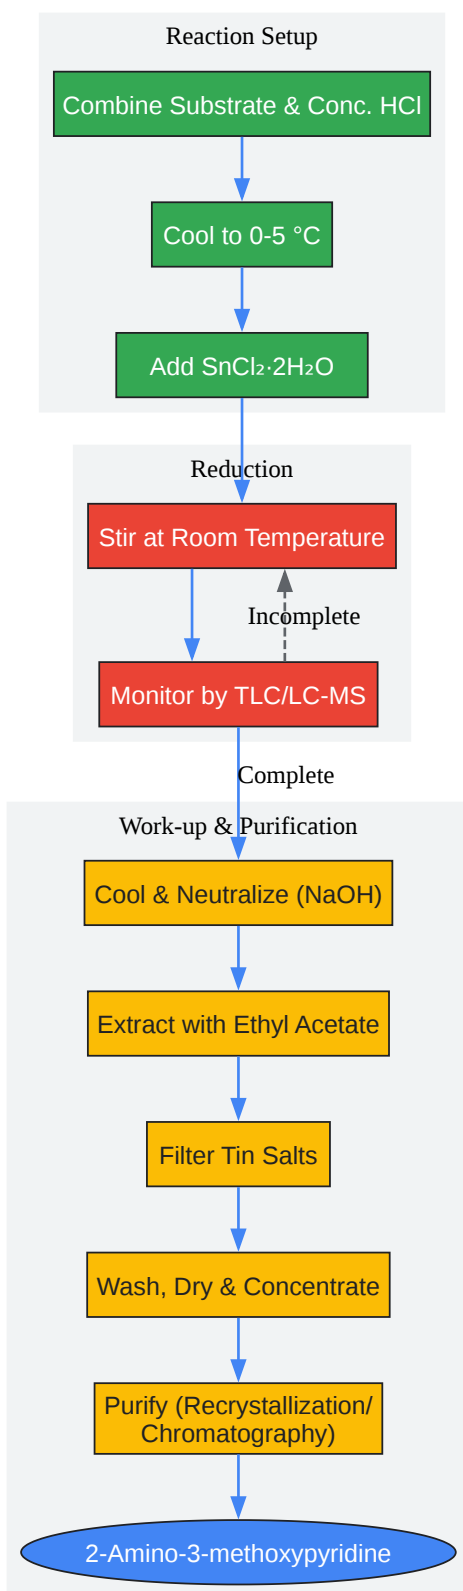 Reaction Setup
Combine Substrate & Conc. HCl
Cool to 0-5 °C
Add SnCl₂·2H₂O
Reduction
Stir at Room Temperature
Incomplete
Monitor by TLC/LC-MS
Complete
Work-up & Purification
Cool & Neutralize (NaOH)
Extract with Ethyl Acetate
Filter Tin Salts
Wash, Dry & Concentrate
Purify (Recrystallization/
Chromatography)
2-Amino-3-methoxypyridine